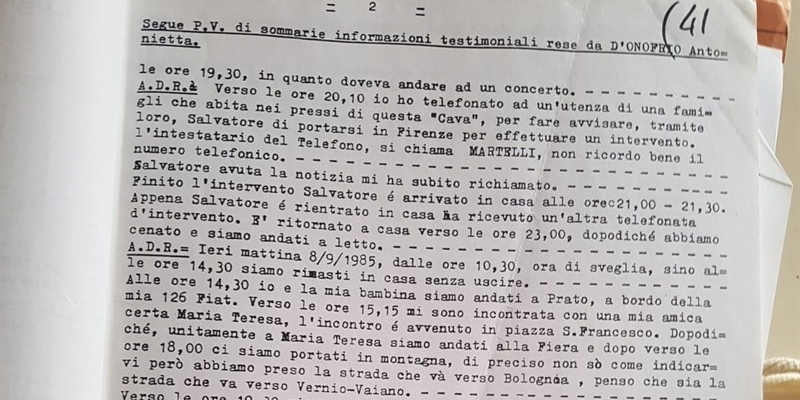 = 2 =
(41
Segue P.V. di sommarie informazioni testimoniali rese da D'ONOFRIO Anto=
nietta.
le ore 19,30, in quanto doveva andare ad un concerto. - - - - - - - - - -
A.D.R.à Verso le ore 20,10 io ho telefonato ad un'utenza di una fami=
gli che abita nei pressi di questa "Cava", per fare avvisare, tramite
loro, Salvatore di portarsi in Firenze per effettuare un intervento.
l'intestatario del Telefono, si chiama MARTELLI, non ricordo bene il
numero telefonico. - - - - - - - - - - - - - - - - - - - - - - - - - - -
Salvatore avuta la notizia mi ha subito richiamato. - - - - - - - - - -
Finito l'intervento Salvatore é arrivato in casa alle orec21,00 - 21,30.
Appena Salvatore é rientrato in casa ha ricevuto un'altra telefonata
d'intervento. E' ritornato a casa verso le ore 23,00, dopodiché abbiamo
cenato e siamo andati a letto. - - - - - - - - - - - - - - - - - - - - -
A.D.R.= Ieri mattina 8/9/1985, dalle ore 10,30, ora di sveglia, sino al=
le ore 14,30 siamo rimasti in casa senza uscire. - - - - - - - - - - - -
Alle ore 14,30 io e la mia bambina siamo andati a Prato, a bordo della
mia 126 Fiat. Verso le ore 15,15 mi sono incontrata con una mia amica
certa Maria Teresa, l'incontro é avvenuto in piazza S.Francesco. Dopodi=
ché, unitamente a Maria Teresa siamo andati alla Fiera e dopo verso le
ore 18,00 ci siamo portati in montagna, di preciso non sò come indicar=
vi però abbiamo preso la strada che và verso Bologna , penso che sia la
strada che va verso Vernio-Vaiano. - - - - - - - - - - - - - - - - - - -
Verso le ore